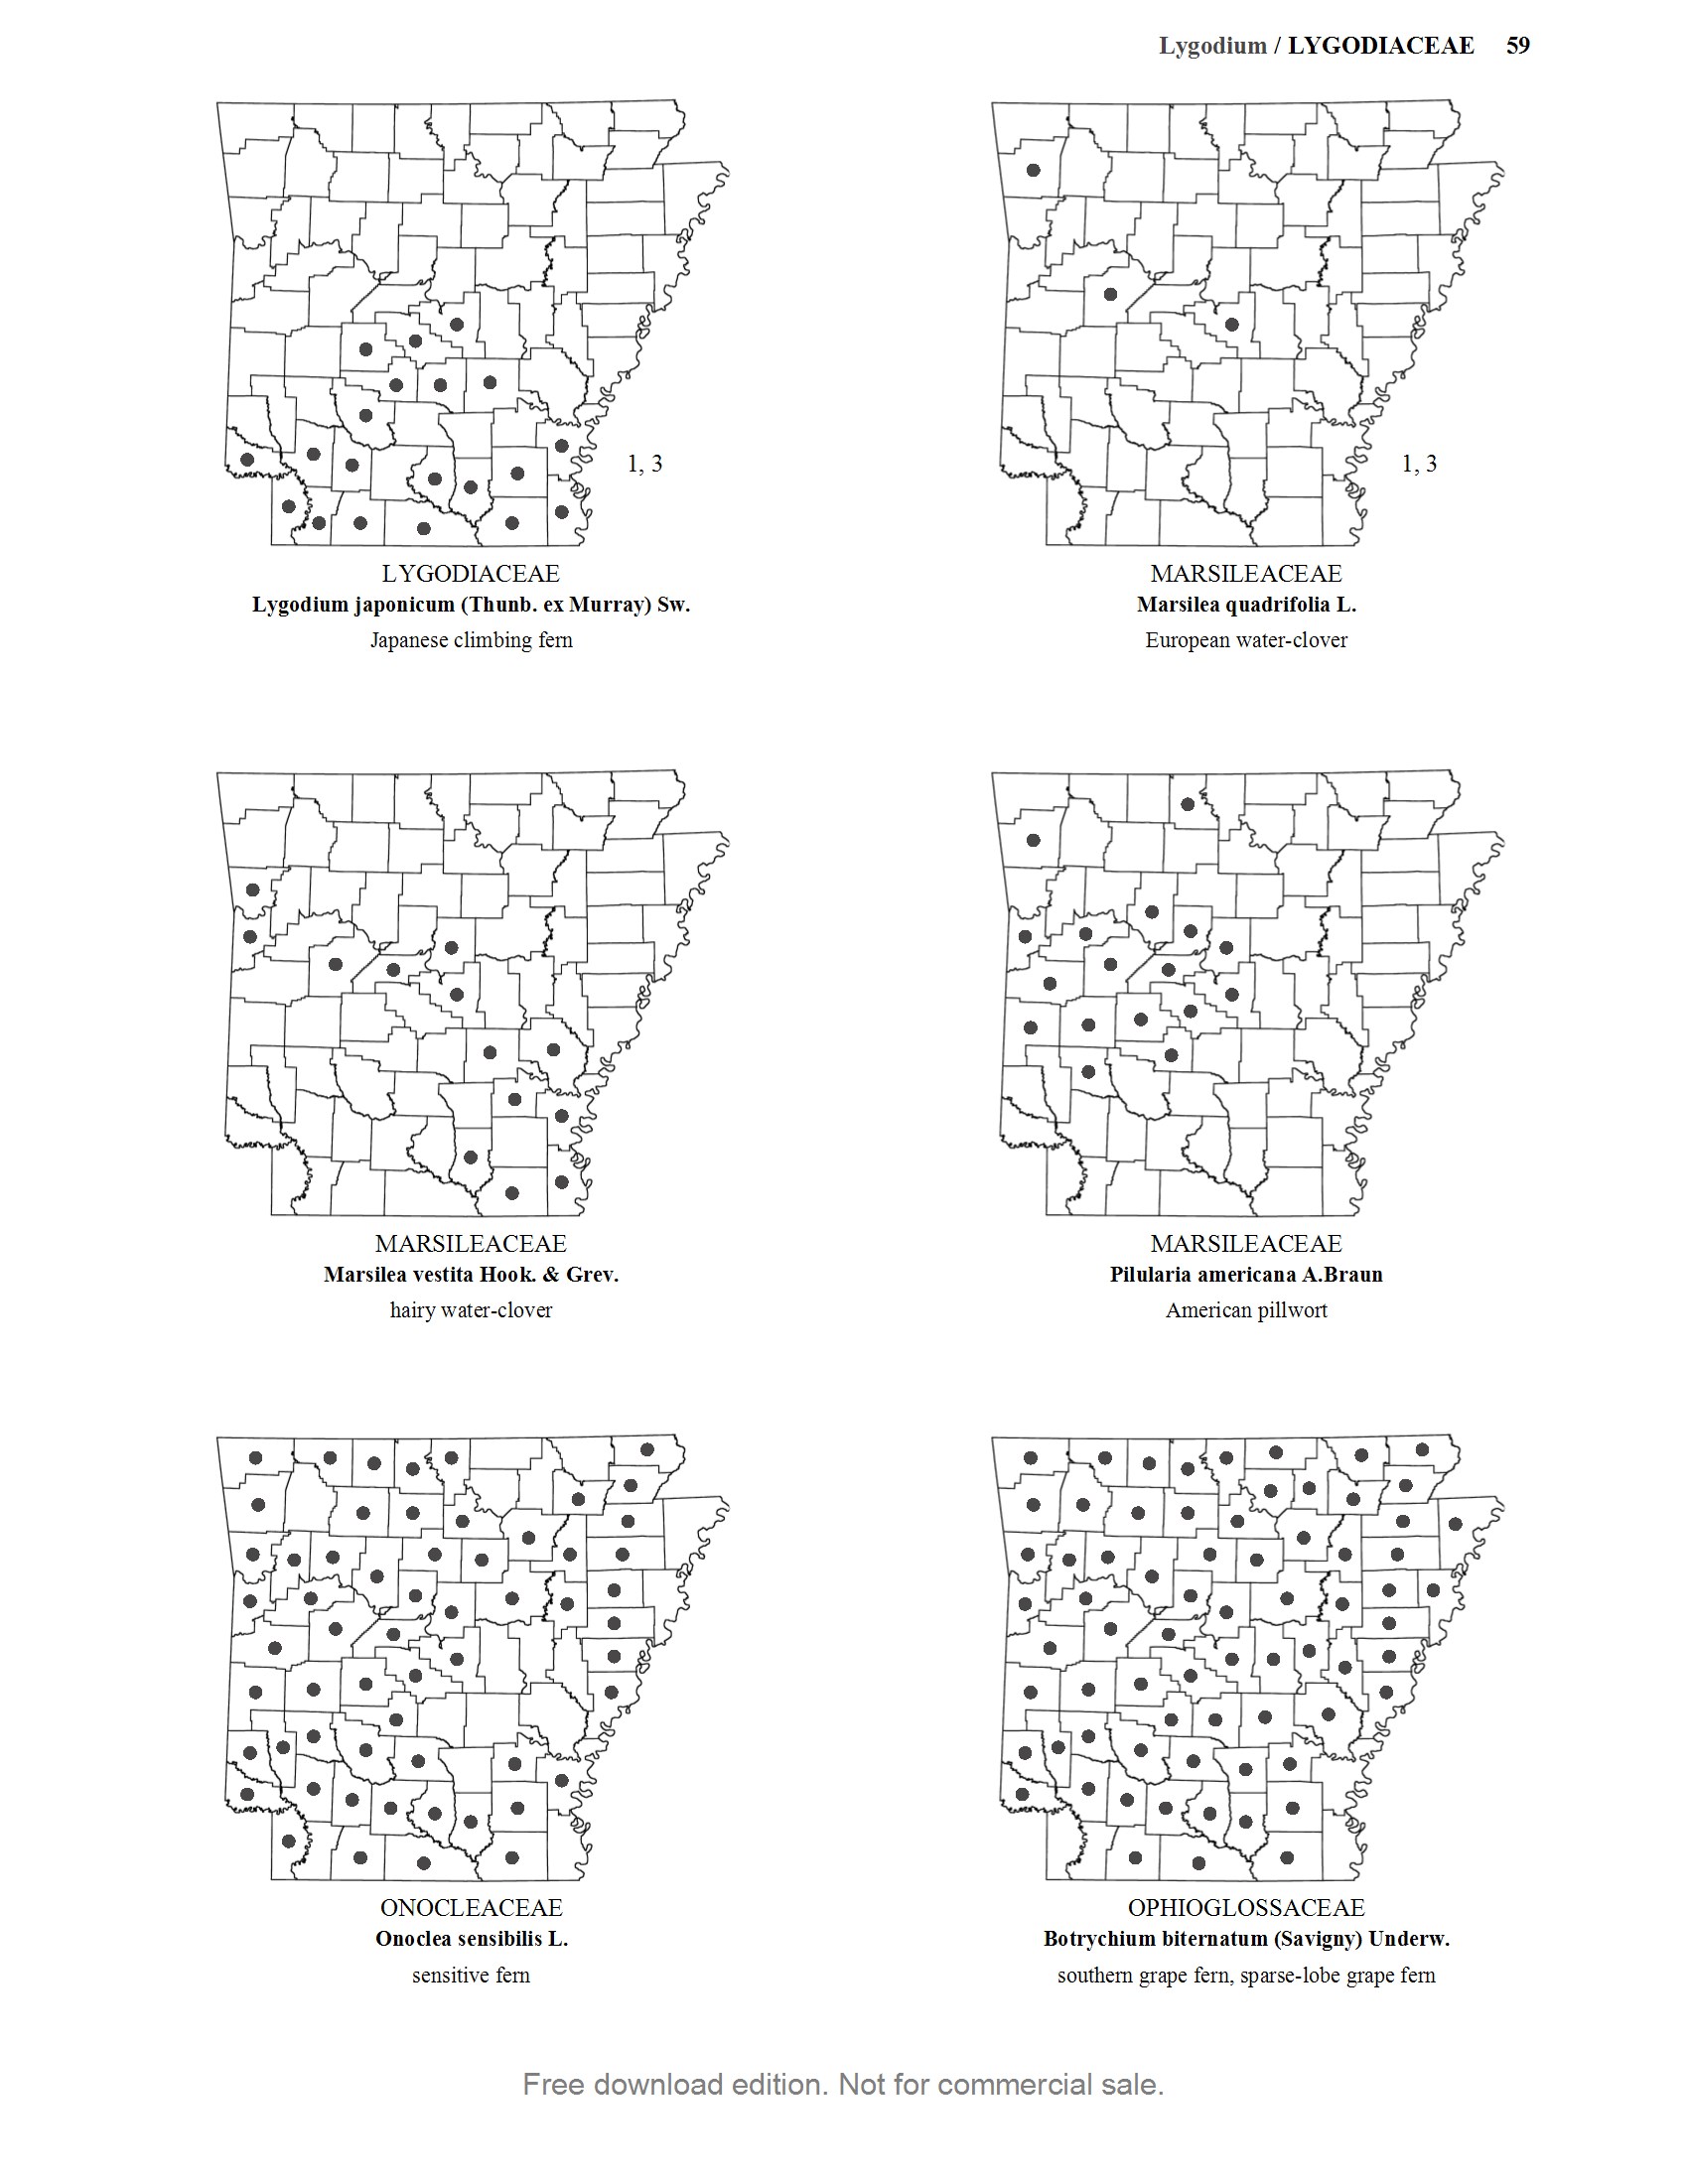 Lygodium / LYGODIACEAE 59
1, 3
LYGODIACEAE
Lygodium japonicum (Thunb. ex Murray) Sw.
Japanese climbing fern
1, 3
MARSILEACEAE
Marsilea quadrifolia L.
European water-clover
MARSILEACEAE
Marsilea vestita Hook. & Grev.
hairy water-clover
MARSILEACEAE
Pilularia americana A.Braun
American pillwort
ONOCLEACEAE
Onoclea sensibilis L.
sensitive fern
OPHIOGLOSSACEAE
Botrychium biternatum (Savigny) Underw.
southern grape fern, sparse-lobe grape fern
Free download edition. Not for commercial sale.